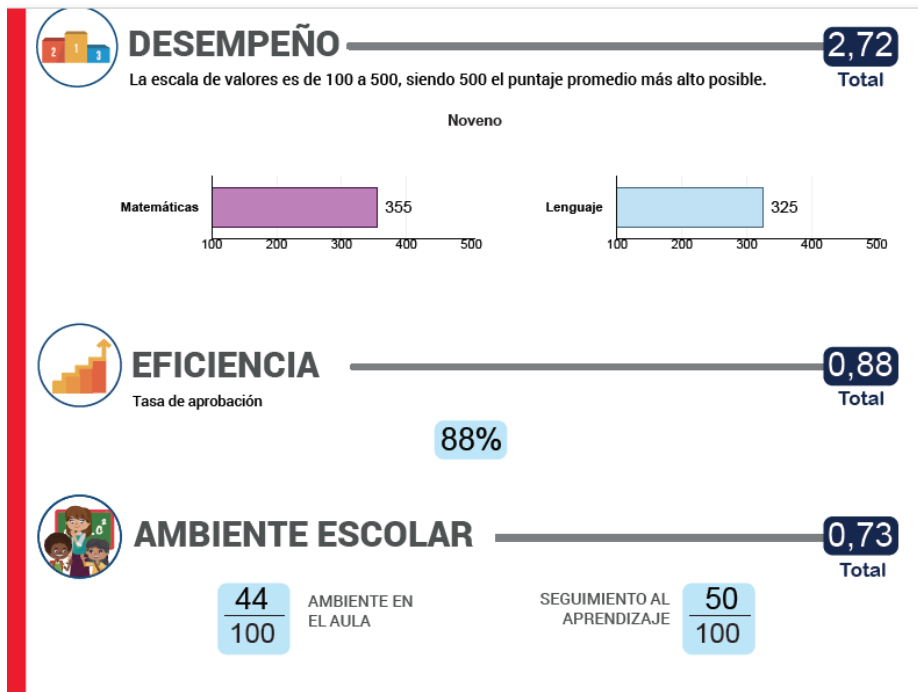 2 1 3
DESEMPEÑO
2,72
Total
La escala de valores es de 100 a 500, siendo 500 el puntaje promedio más alto posible.
Noveno
Matemáticas
355
100 200 300 400 500
Lenguaje
325
100 200 300 400 500
EFICIENCIA
0,88
Total
Tasa de aprobación
88%
AMBIENTE ESCOLAR
0,73
Total
44
100
AMBIENTE EN
EL AULA
SEGUIMIENTO AL
APRENDIZAJE
50
100